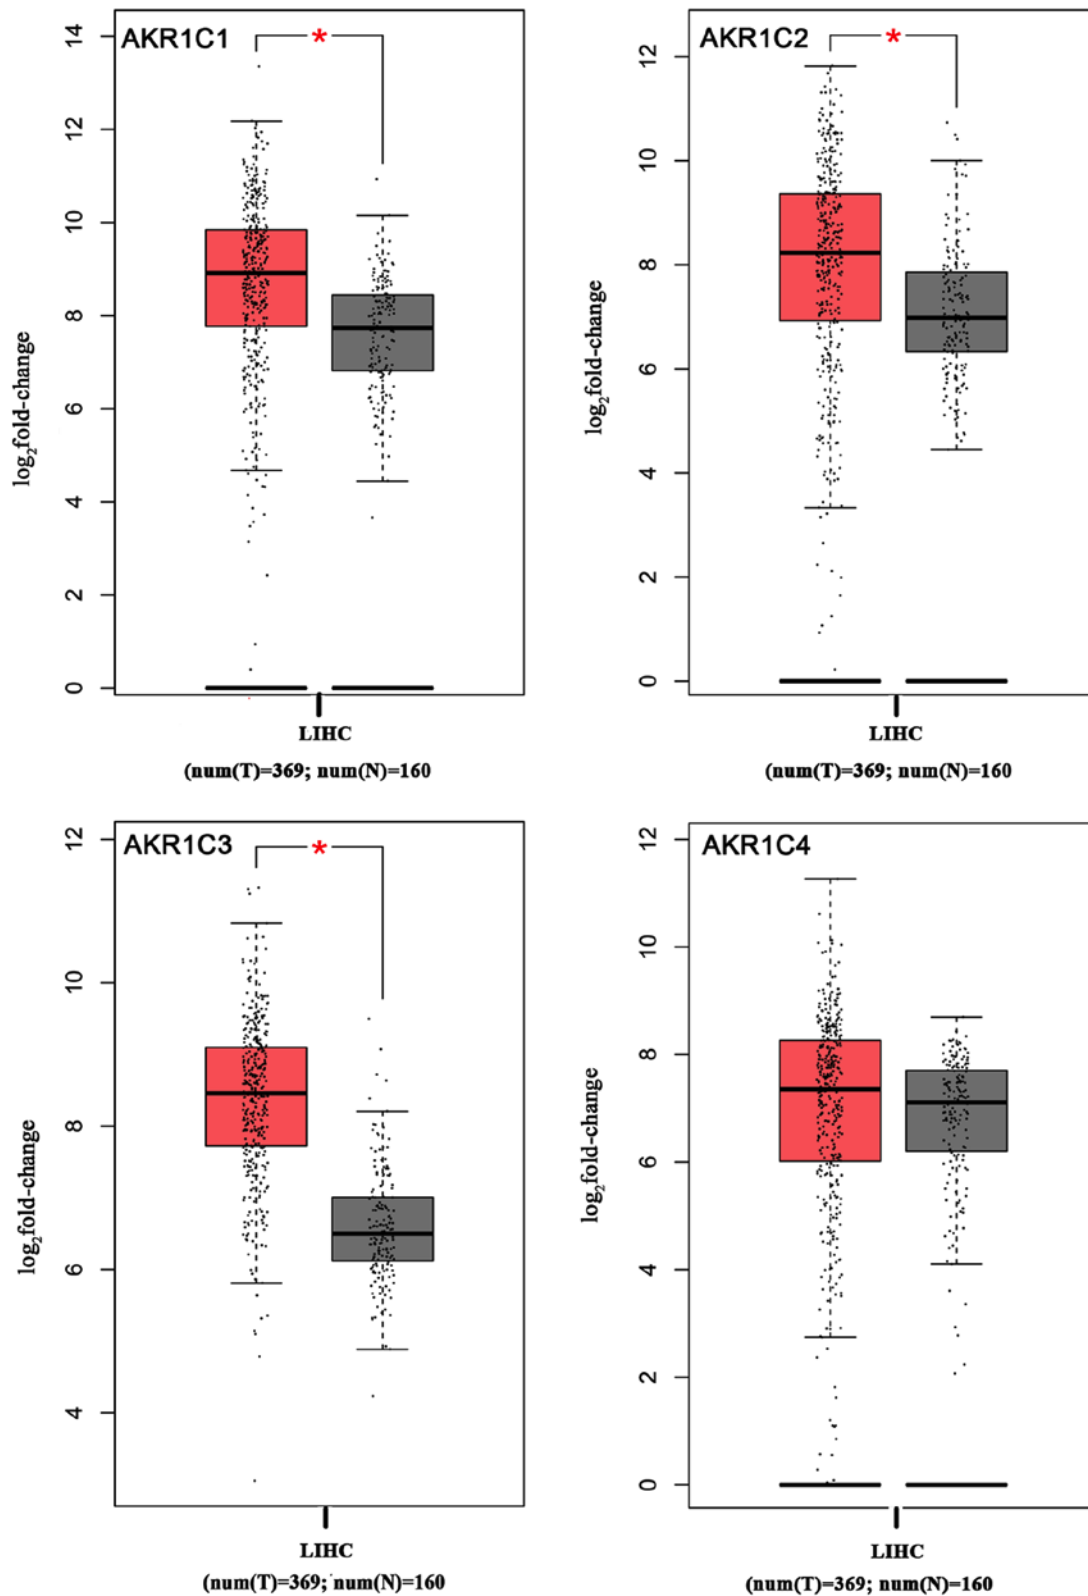 AKR1C1
*
14
12
10
8
6
4
2
0
log₂fold-change
LIHC
(num(T)=369; num(N)=160
AKR1C2
*
12
10
8
6
4
2
0
log₂fold-change
LIHC
(num(T)=369; num(N)=160
AKR1C3
*
12
10
8
6
4
log₂fold-change
LIHC
(num(T)=369; num(N)=160
AKR1C4
12
10
8
6
4
2
0
log₂fold-change
LIHC
(num(T)=369; num(N)=160